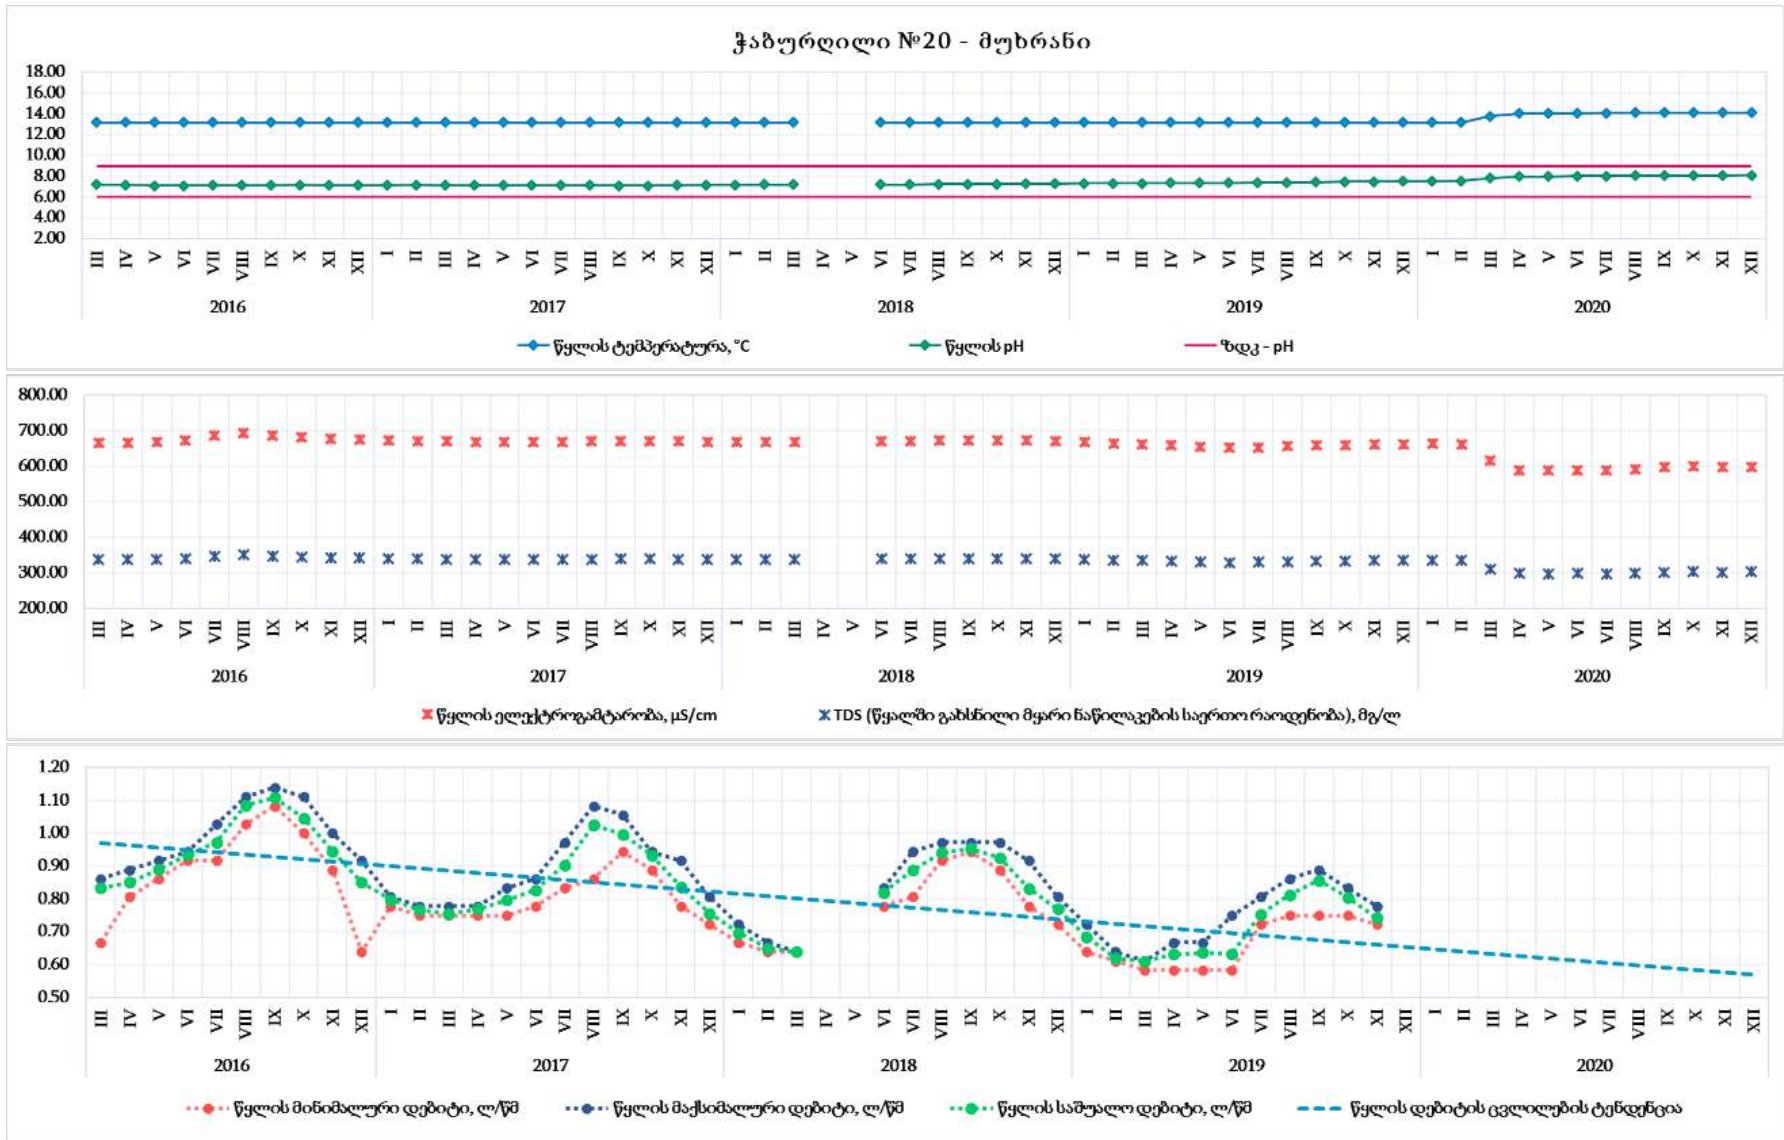 ჭაბურღილი №20 - მუხრანი
18.00
16.00
14.00
12.00
10.00
8.00
6.00
4.00
2.00
III IV V VI VII VIII IX X XI XII I II III IV V VI VII VIII IX X XI XII I II III IV V VI VII VIII IX X XI XII I II III IV V VI VII VIII IX X XI XII I II III IV V VI VII VIII IX X XI XII
2016 2017 2018 2019 2020
წყლის ტემპერატურა, °C წყლის pH ზდკ - pH
800.00
700.00
600.00
500.00
400.00
300.00
200.00
III IV V VI VII VIII IX X XI XII I II III IV V VI VII VIII IX X XI XII I II III IV V VI VII VIII IX X XI XII I II III IV V VI VII VIII IX X XI XII I II III IV V VI VII VIII IX X XI XII
2016 2017 2018 2019 2020
წყლის ელექტროგამტარობა, µS/cm TDS (წყალში გახსნილი მყარი ნაწილაკების საერთო რაოდენობა), მგ/ლ
1.20
1.10
1.00
0.90
0.80
0.70
0.60
0.50
III IV V VI VII VIII IX X XI XII I II III IV V VI VII VIII IX X XI XII I II III IV V VI VII VIII IX X XI XII I II III IV V VI VII VIII IX X XI XII I II III IV V VI VII VIII IX X XI XII
2016 2017 2018 2019 2020
წყლის მინიმალური დებიტი, ლ/წმ წყლის მაქსიმალური დებიტი, ლ/წმ წყლის საშუალო დებიტი, ლ/წმ წყლის დებიტის ცვლილების ტენდენცია